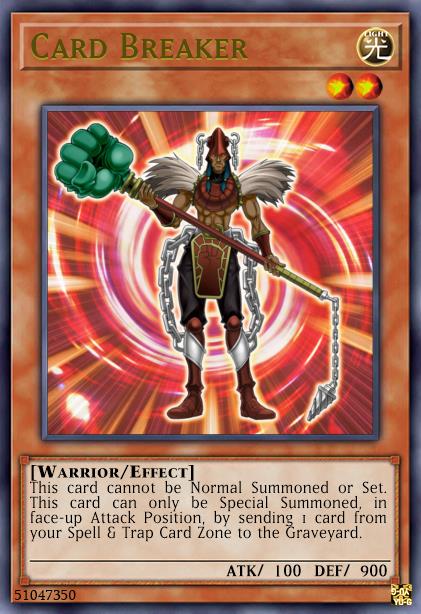 CARD BREAKER
LIGHT
光
[WARRIOR/EFFECT]
This card cannot be Normal Summoned or Set.
This card can only be Special Summoned, in
face-up Attack Position, by sending 1 card from
your Spell & Trap Card Zone to the Graveyard.
ATK/ 100 DEF/ 900
51047350